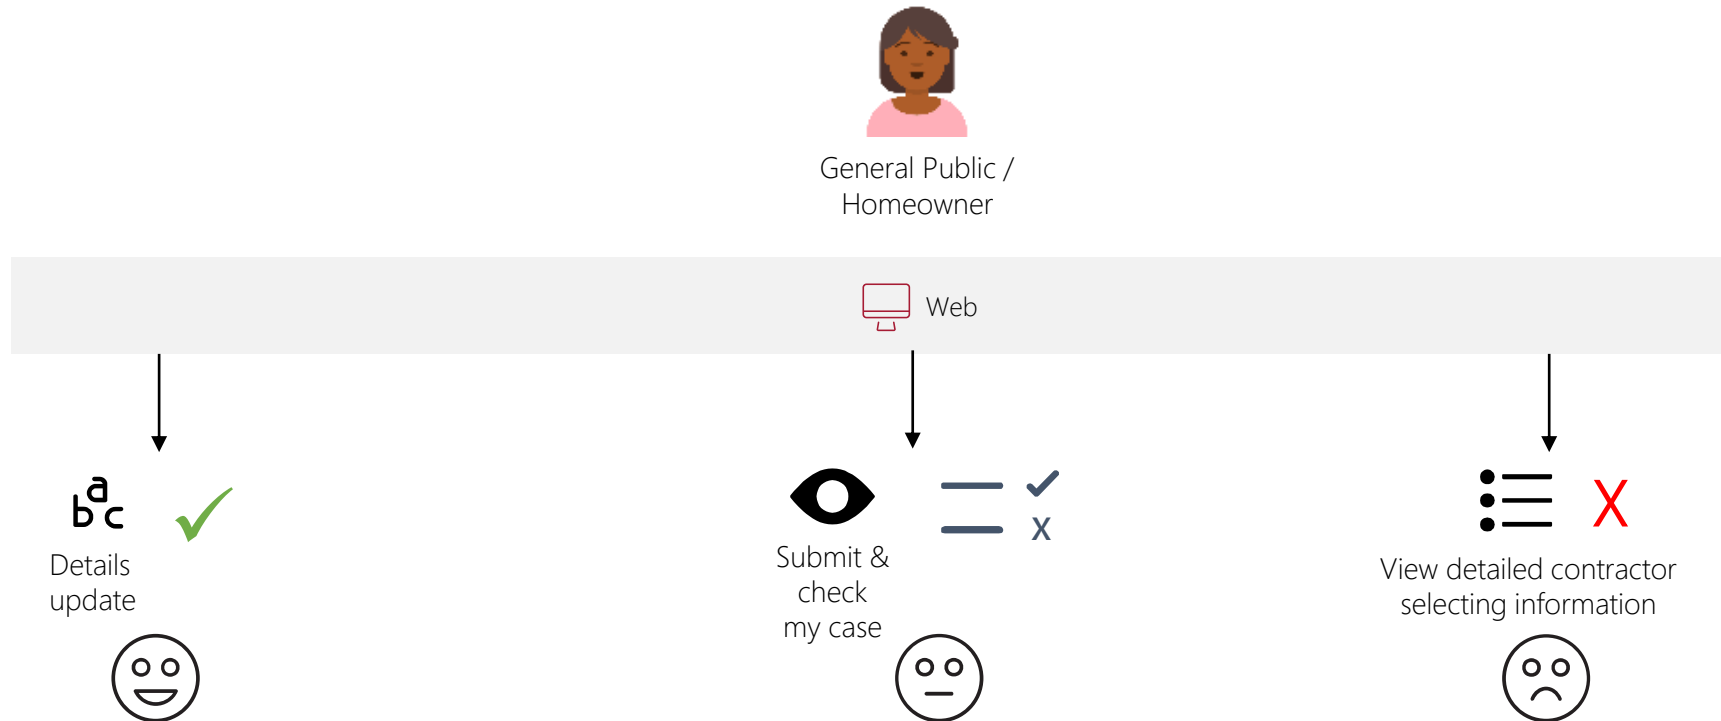 General Public /
Homeowner
Web
a
b c
Details
update
Submit &
check
my case
X
X
View detailed contractor
selecting information